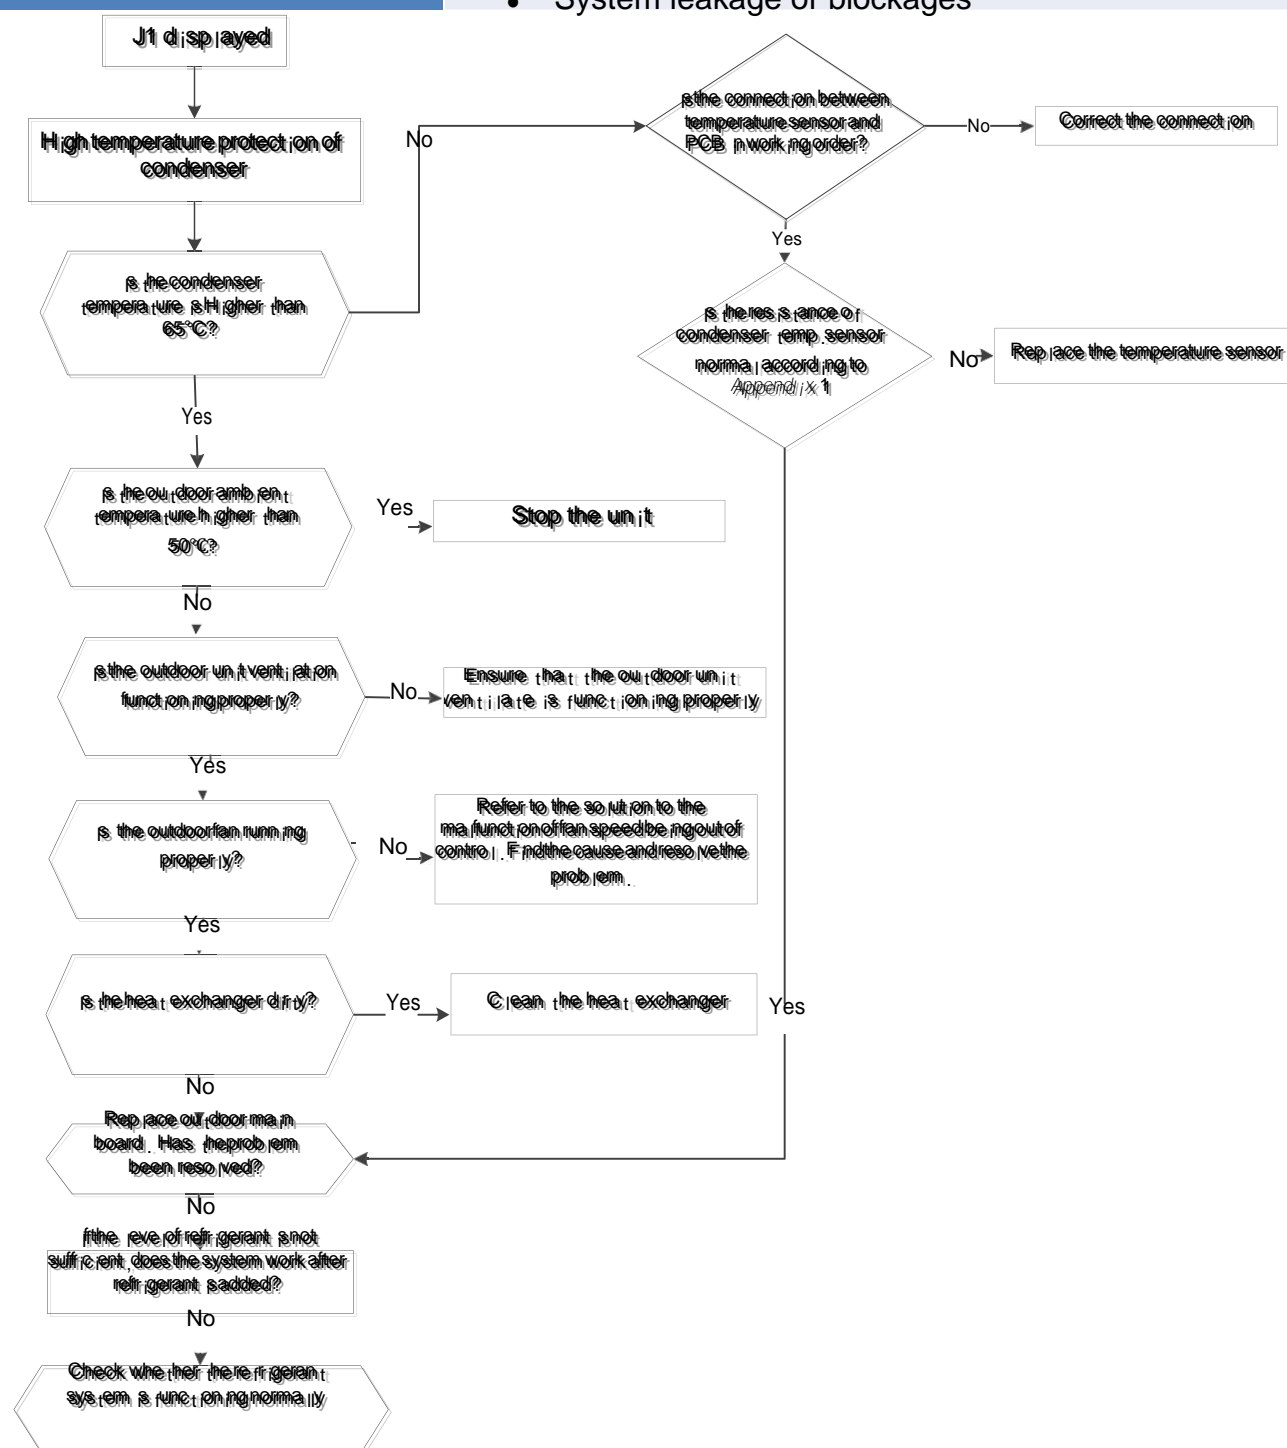 System leakage or blockages
J1 displayed
High temperature protection of
condenser
Is the condenser
temperature is Higher than
65°C?
No
Is the connection between
temperature sensor and
PCB in working order?
No
Correct the connection
Yes
Is the resistance of
condenser temp. sensor
normal according to
Appendix 1
No
Replace the temperature sensor
Yes
Is the outdoor ambient
temperature higher than
50℃?
Yes
Stop the unit
No
Is the outdoor unit ventilation
functioning properly?
No
Ensure that the outdoor unit
ventilate is functioning properly
Yes
Is the outdoor fan running
properly?
No
Refer to the solution to the
malfunction of fan speed being out of
control. Find the cause and resolve the
problem.
Yes
Is the heat exchanger dirty?
Yes
Clean the heat exchanger
Yes
No
Replace outdoor main
board. Has the problem
been resolved?
No
If the level of refrigerant is not
sufficient, does the system work after
refrigerant is added?
No
Check whether the refrigerant
system is functioning normally